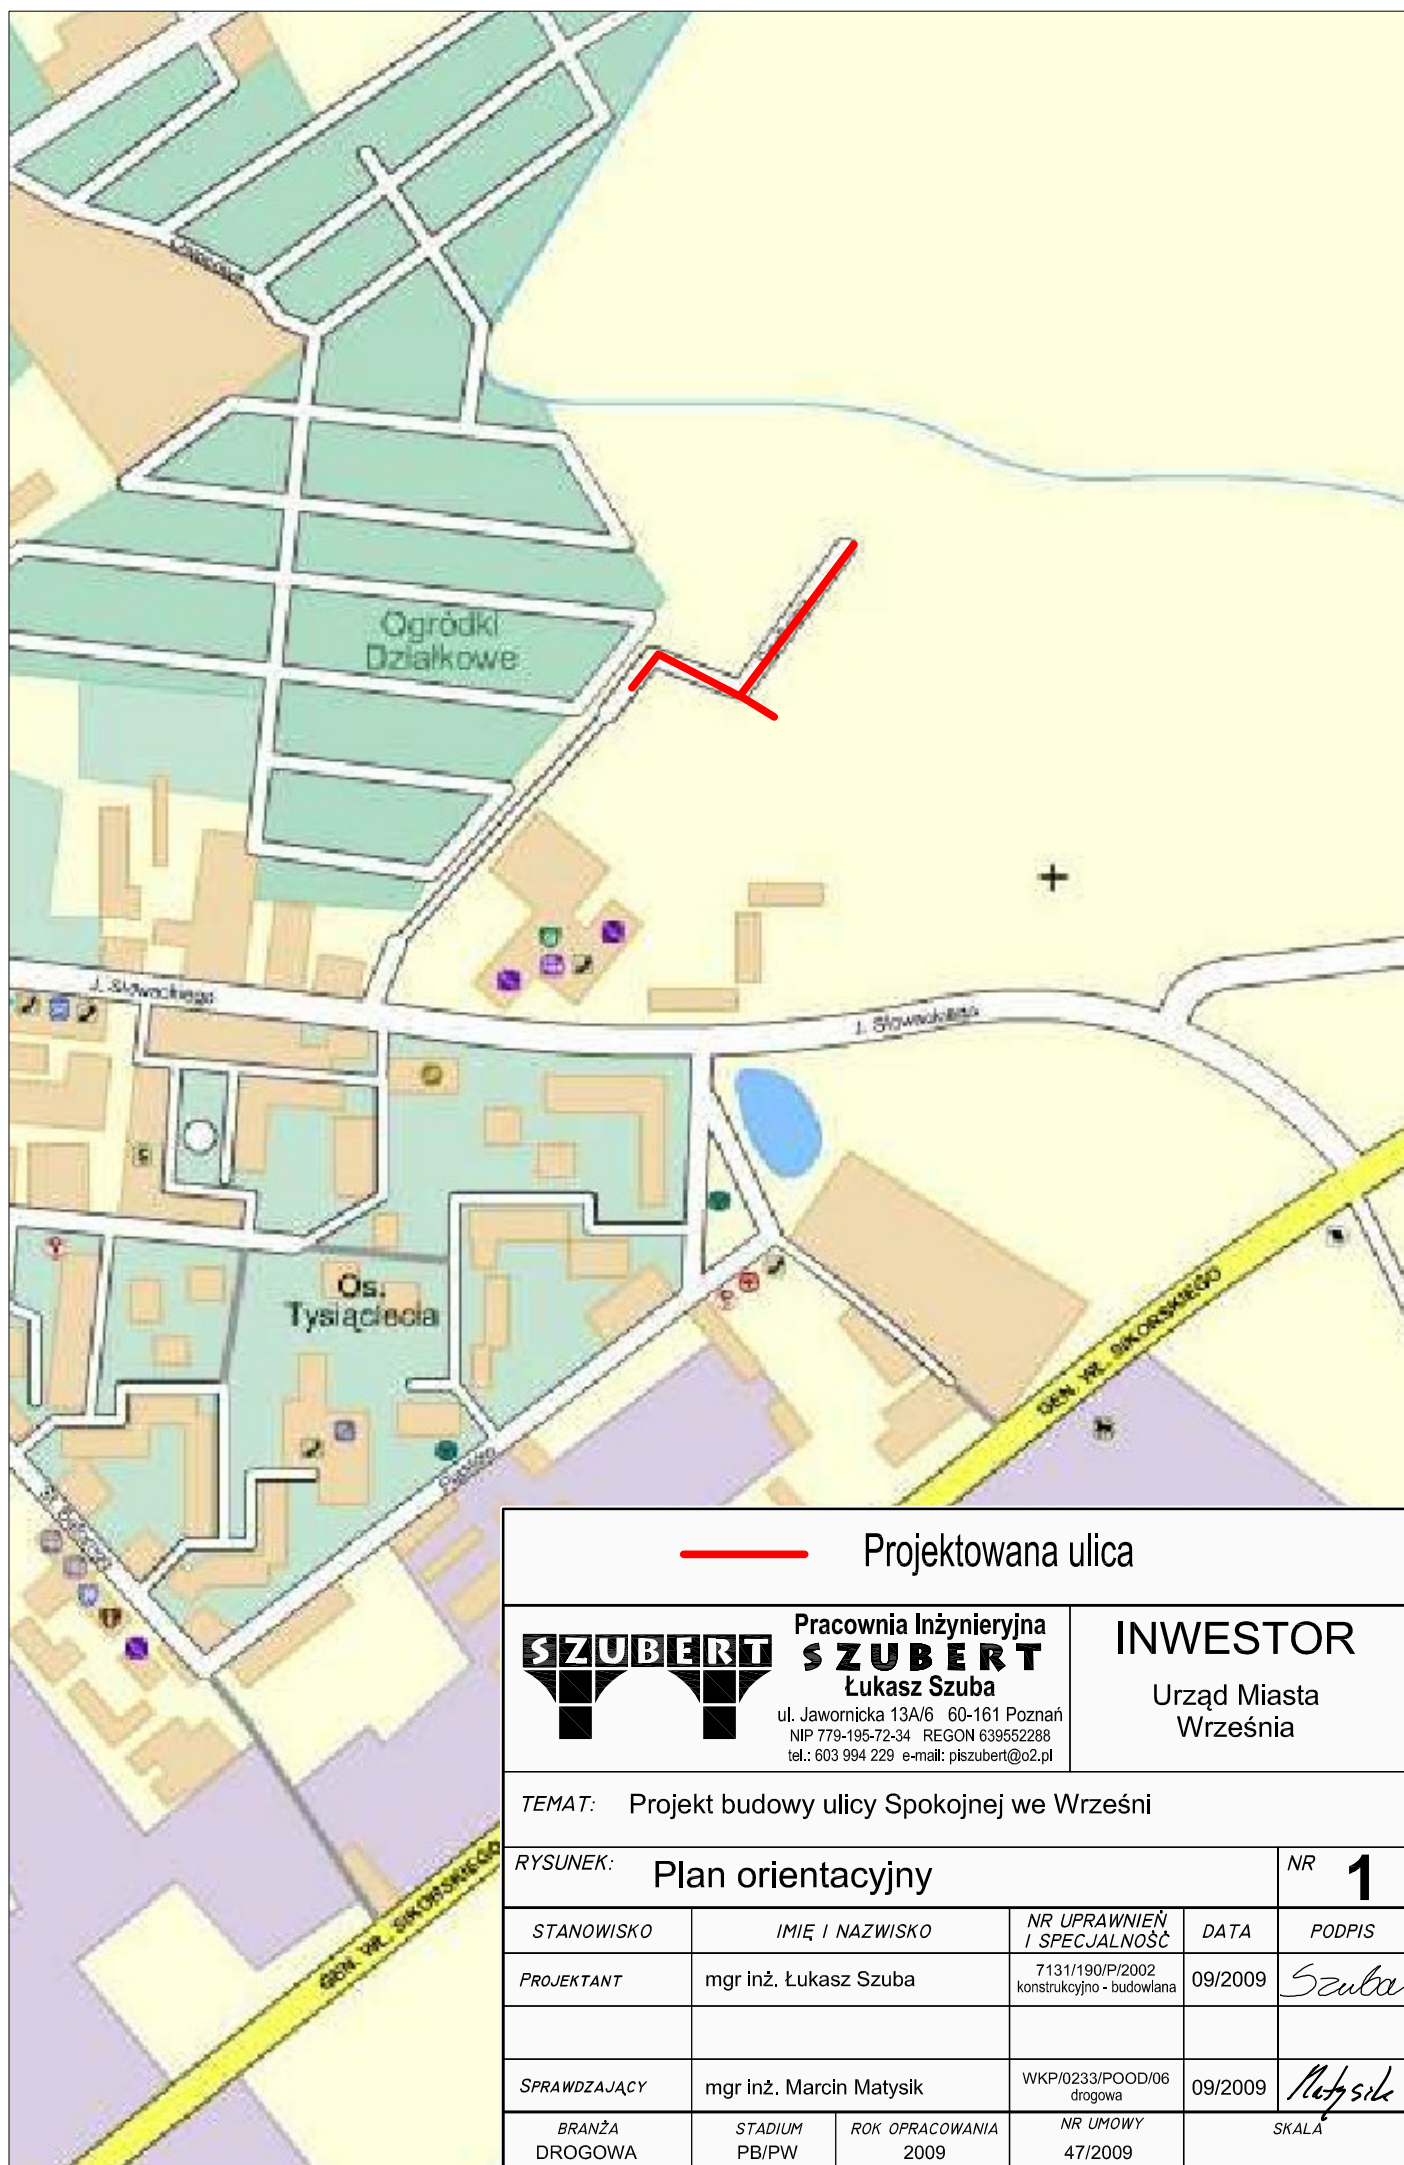 Ogródki
Działkowe
J. Słowackiego
J. Słowackiego
Os.
Tysiąclecia
GEN. WŁ. SIKORSKIEGO
GEN. WŁ. SIKORSKIEGO
Projektowana ulica
SZUBERT
Pracownia Inżynieryjna
SZUBERT
Łukasz Szuba
ul. Jawornicka 13A/6 60-161 Poznań
NIP 779-195-72-34 REGON 639552288
tel.: 603 994 229 e-mail: piszubert@o2.pl
INWESTOR
Urząd Miasta
Września
TEMAT: Projekt budowy ulicy Spokojnej we Wrześni
RYSUNEK: Plan orientacyjny
NR 1
STANOWISKO
IMIĘ I NAZWISKO
NR UPRAWNIEŃ
I SPECJALNOŚĆ
DATA
PODPIS
PROJEKTANT
mgr inż. Łukasz Szuba
7131/190/P/2002
konstrukcyjno - budowlana
09/2009
Szuba
SPRAWDZAJĄCY
mgr inż. Marcin Matysik
WKP/0233/POOD/06
drogowa
09/2009
Matysik
BRANŻA
DROGOWA
STADIUM
PB/PW
ROK OPRACOWANIA
2009
NR UMOWY
47/2009
SKALA